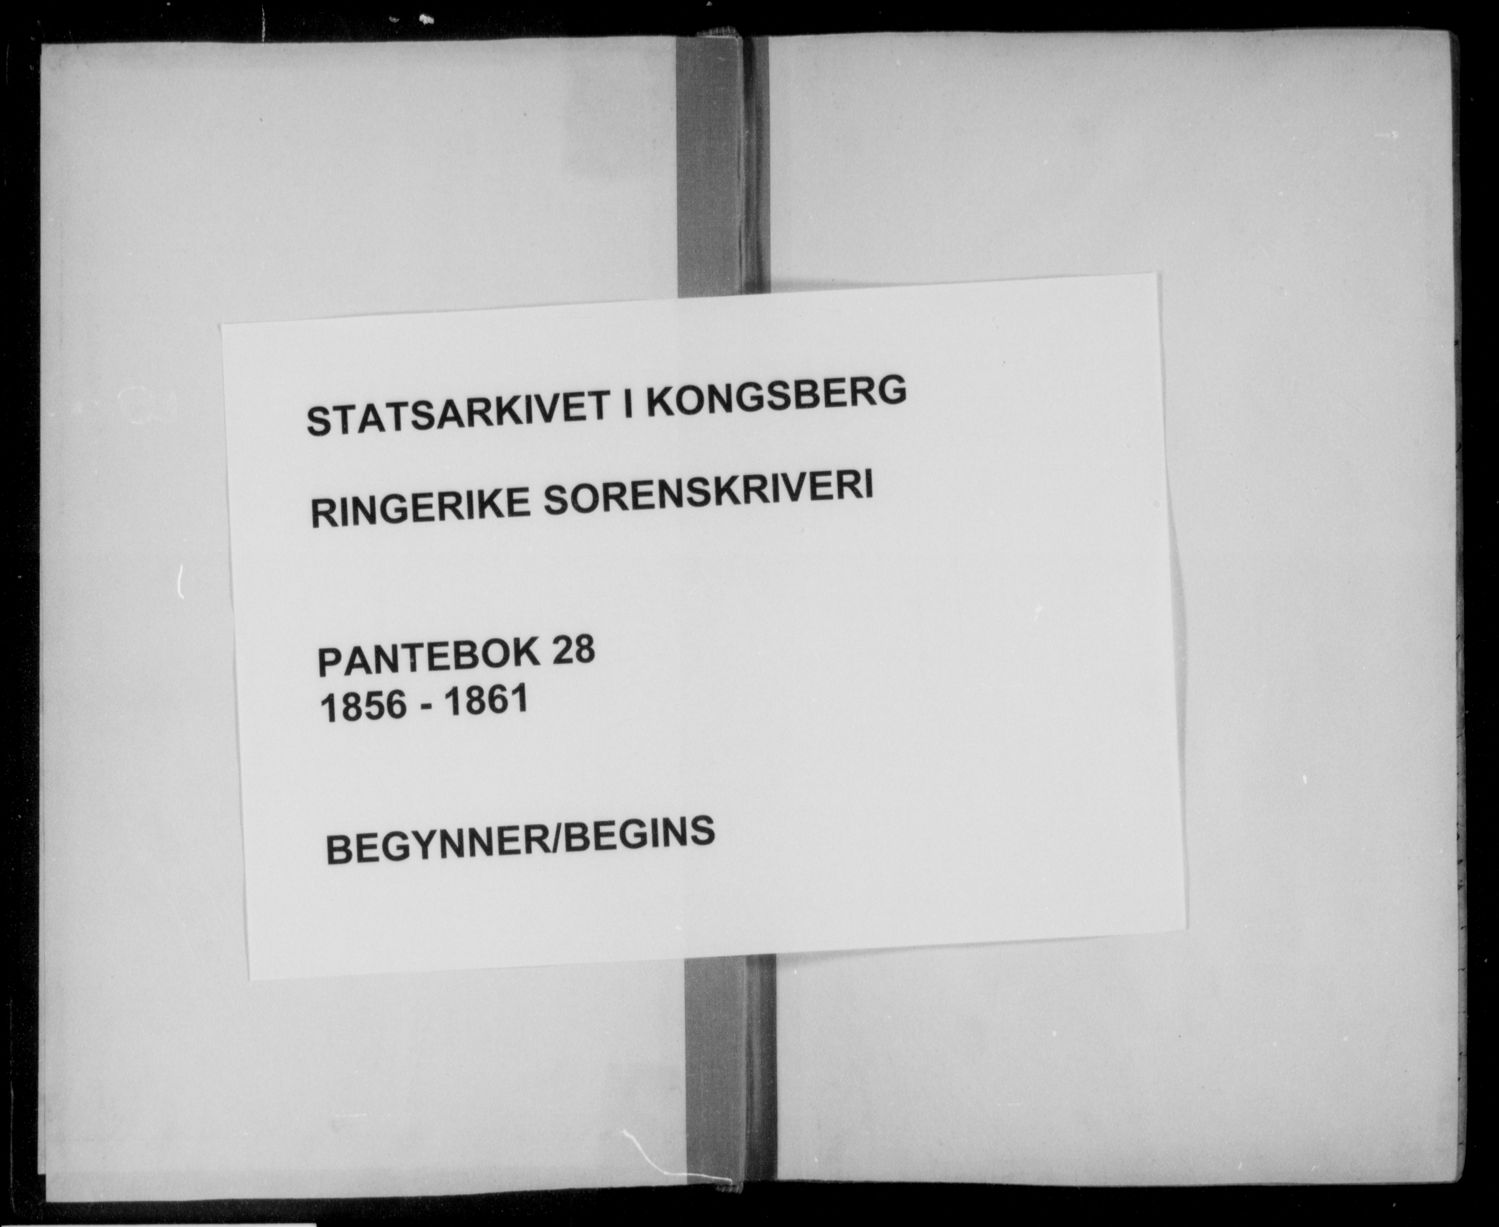 STATSARKIVET I KONGSBERG
RINGERIKE SORENSKRIVERI
PANTEBOK 28
1856 - 1861
BEGYNNER/BEGINS